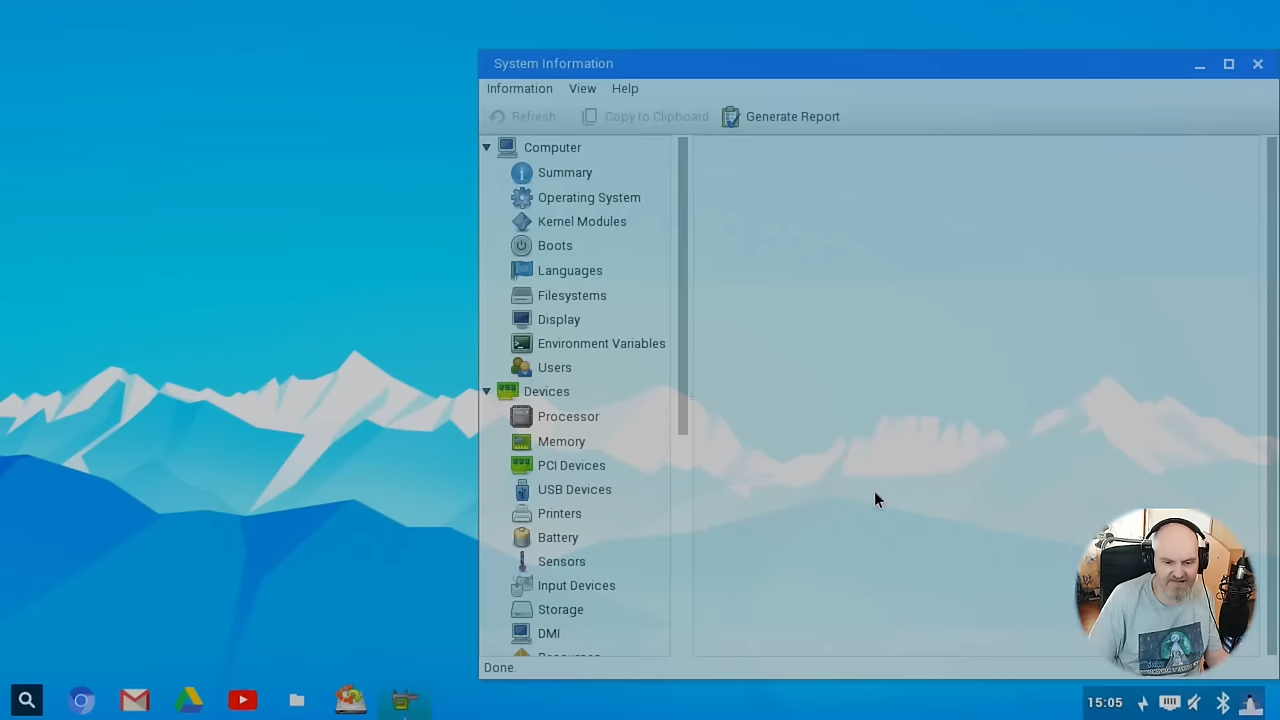 System Information
Information View Help
Refresh Copy to Clipboard Generate Report
Computer
Summary
Operating System
Kernel Modules
Boots
Languages
Filesystems
Display
Environment Variables
Users
Devices
Processor
Memory
PCI Devices
USB Devices
Printers
Battery
Sensors
Input Devices
Storage
DMI
Resources
Done.
15:05